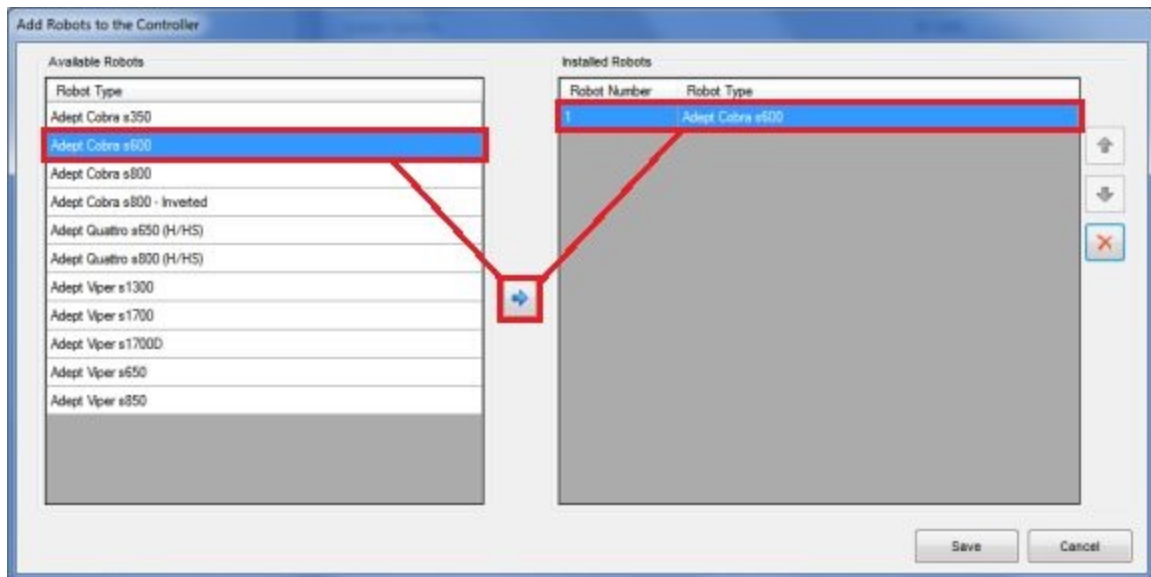 Add Robots to the Controller
Available Robots
Robot Type
Adept Cobra s350
Adept Cobra s600
Adept Cobra s800
Adept Cobra s800 - Inverted
Adept Quattro s650 (H/HS)
Adept Quattro s800 (H/HS)
Adept Viper s1300
Adept Viper s1700
Adept Viper s1700D
Adept Viper s650
Adept Viper s850
Installed Robots
Robot Number Robot Type
1 Adept Cobra s600
Save Cancel